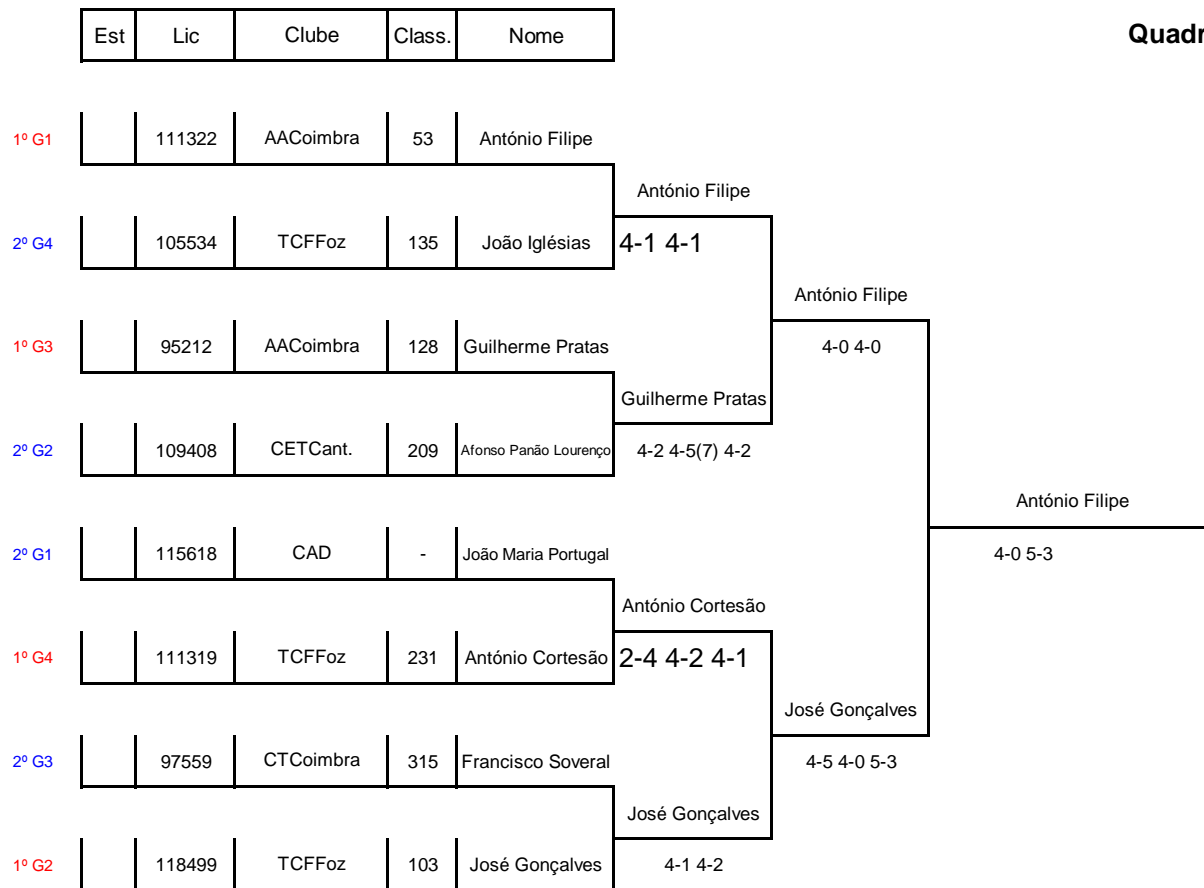 Est Lic Clube Class. Nome
Quadr
1º G1 111322 AACoimbra 53 António Filipe
António Filipe
2º G4 105534 TCFFoz 135 João Iglésias 4-1 4-1
António Filipe
1º G3 95212 AACoimbra 128 Guilherme Pratas 4-0 4-0
Guilherme Pratas
2º G2 109408 CETCant. 209 Afonso Panão Lourenço 4-2 4-5(7) 4-2
António Filipe
2º G1 115618 CAD - João Maria Portugal 4-0 5-3
António Cortesão
1º G4 111319 TCFFoz 231 António Cortesão 2-4 4-2 4-1
José Gonçalves
2º G3 97559 CTCoimbra 315 Francisco Soveral 4-5 4-0 5-3
José Gonçalves
1º G2 118499 TCFFoz 103 José Gonçalves 4-1 4-2